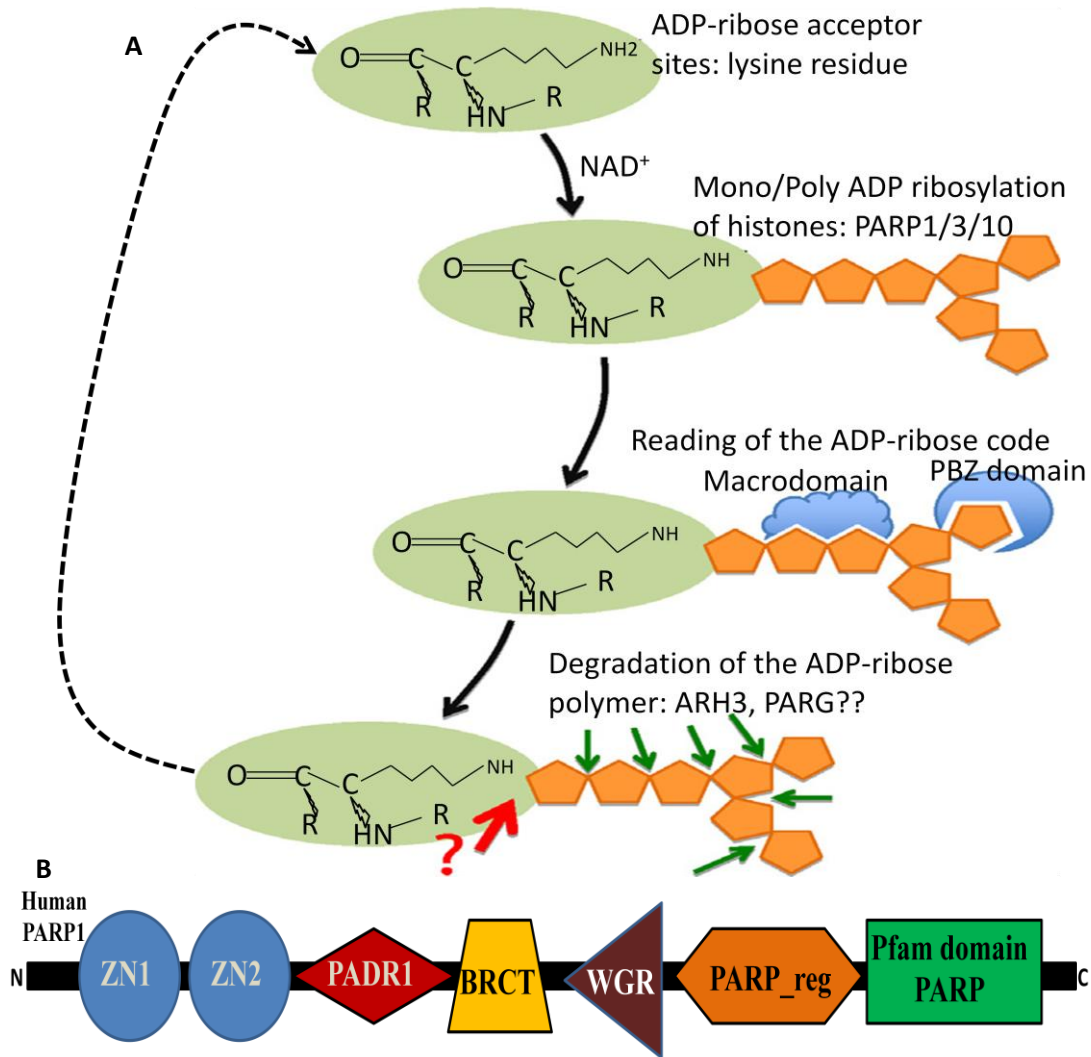 A
ADP-ribose acceptor
sites: lysine residue
O
C
C
NH2
R
HN
R
NAD⁺
Mono/Poly ADP ribosylation
of histones: PARP1/3/10
O
C
C
NH
R
HN
R
Reading of the ADP-ribose code
Macrodomain
PBZ domain
O
C
C
NH
R
HN
R
Degradation of the ADP-ribose
polymer: ARH3, PARG??
O
C
C
NH
R
HN
R
?
B
Human
PARP1
N
ZN1
ZN2
PADR1
BRCT
WGR
PARP_reg
Pfam domain
PARP
C